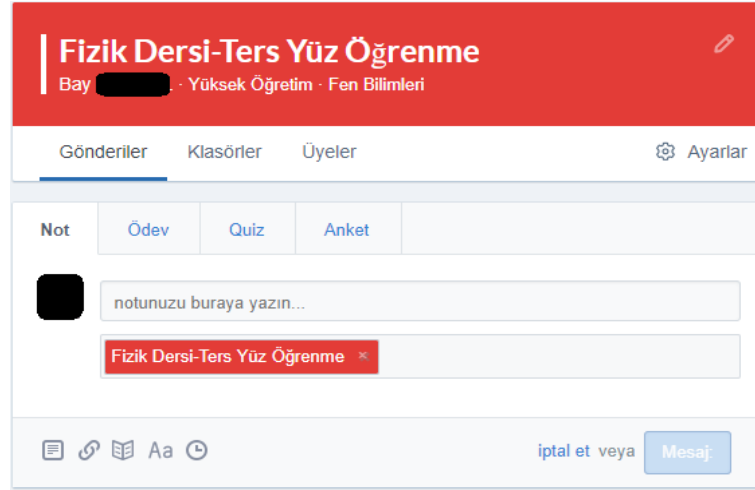 Fizik Dersi-Ters Yüz Öğrenme
Bay . · Yüksek Öğretim · Fen Bilimleri
Gönderiler Klasörler Üyeler Ayarlar
Not Ödev Quiz Anket
notunuzu buraya yazın...
Fizik Dersi-Ters Yüz Öğrenme ×
Aa iptal et veya Mesaj: